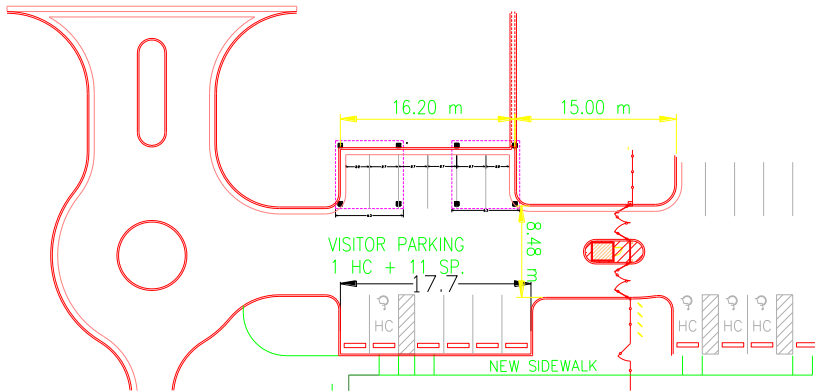 16.20 m
15.00 m
VISITOR PARKING
1 HC + 11 SP.
8.48 m
17.7
HC
HC
HC
HC
NEW SIDEWALK